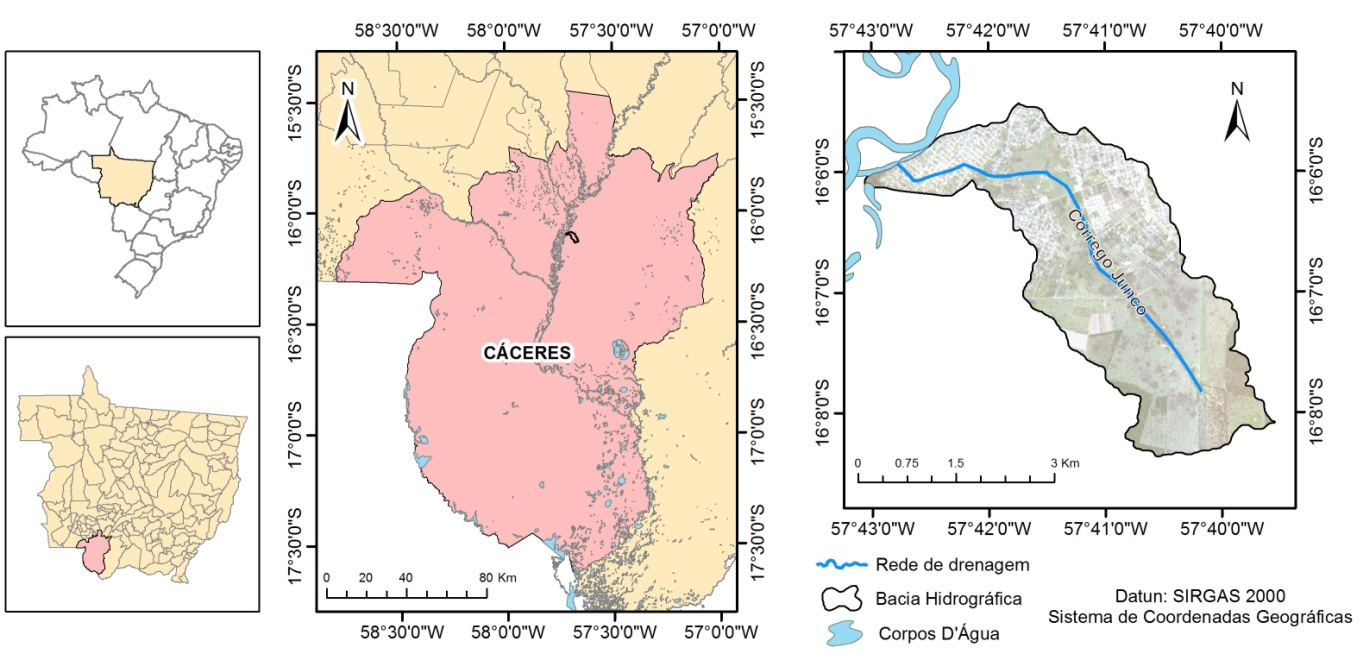 58°30'0"W 58°0'0"W 57°30'0"W 57°0'0"W
15°30'0"S
16°0'0"S
16°30'0"S
17°0'0"S
17°30'0"S
N
CÁCERES
15°30'0"S
16°0'0"S
16°30'0"S
17°0'0"S
17°30'0"S
0 20 40 80 Km
58°30'0"W 58°0'0"W 57°30'0"W 57°0'0"W
57°43'0"W 57°42'0"W 57°41'0"W 57°40'0"W
16°6'0"S
16°7'0"S
16°8'0"S
N
Corrego Junco
16°6'0"S
16°7'0"S
16°8'0"S
0 0.75 1.5 3 Km
57°43'0"W 57°42'0"W 57°41'0"W 57°40'0"W
Rede de drenagem
Bacia Hidrográfica
Corpos D'Água
Datun: SIRGAS 2000
Sistema de Coordenadas Geográficas